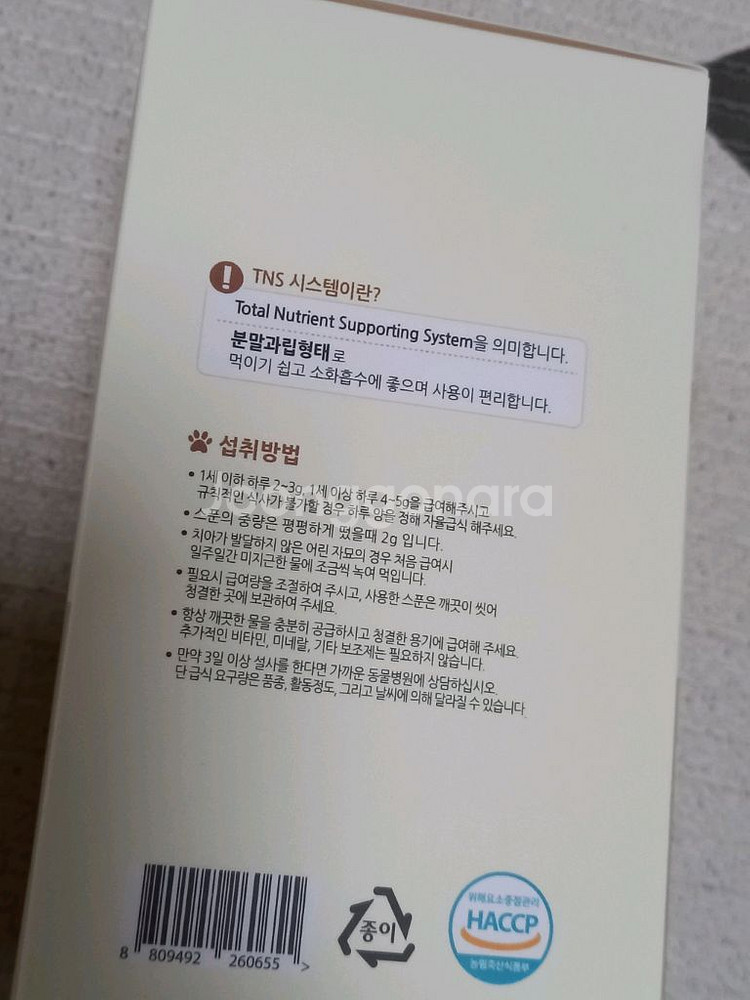 ! TNS 시스템이란?
Total Nutrient Supporting System을 의미합니다.
분말과립형태로
먹이기 쉽고 소화흡수에 좋으며 사용이 편리합니다.
섭취방법
• 1세 이하 하루 2~3g, 1세 이상 하루 4~5g을 급여해주시고
규칙적인 식사가 불가할 경우 하루 양을 정해 자율급식 해주세요.
• 스푼의 중량은 평평하게 떴을때 2g 입니다.
• 치아가 발달하지 않은 어린 자묘의 경우 처음 급여시
일주일간 미지근한 물에 조금씩 녹여 먹입니다.
• 필요시 급여량을 조절하여 주시고, 사용한 스푼은 깨끗이 씻어
청결한 곳에 보관하여 주세요.
• 항상 깨끗한 물을 충분히 공급하시고 청결한 용기에 급여해 주세요.
추가적인 비타민, 미네랄, 기타 보조제는 필요하지 않습니다.
• 만약 3일 이상 설사를 한다면 가까운 동물병원에 상담하십시오.
단 급식 요구량은 품종, 활동정도, 그리고 날씨에 의해 달라질 수 있습니다.
joonggonara
8 809492 260655 >
종이
위해요소중점관리
HACCP
농림축산식품부